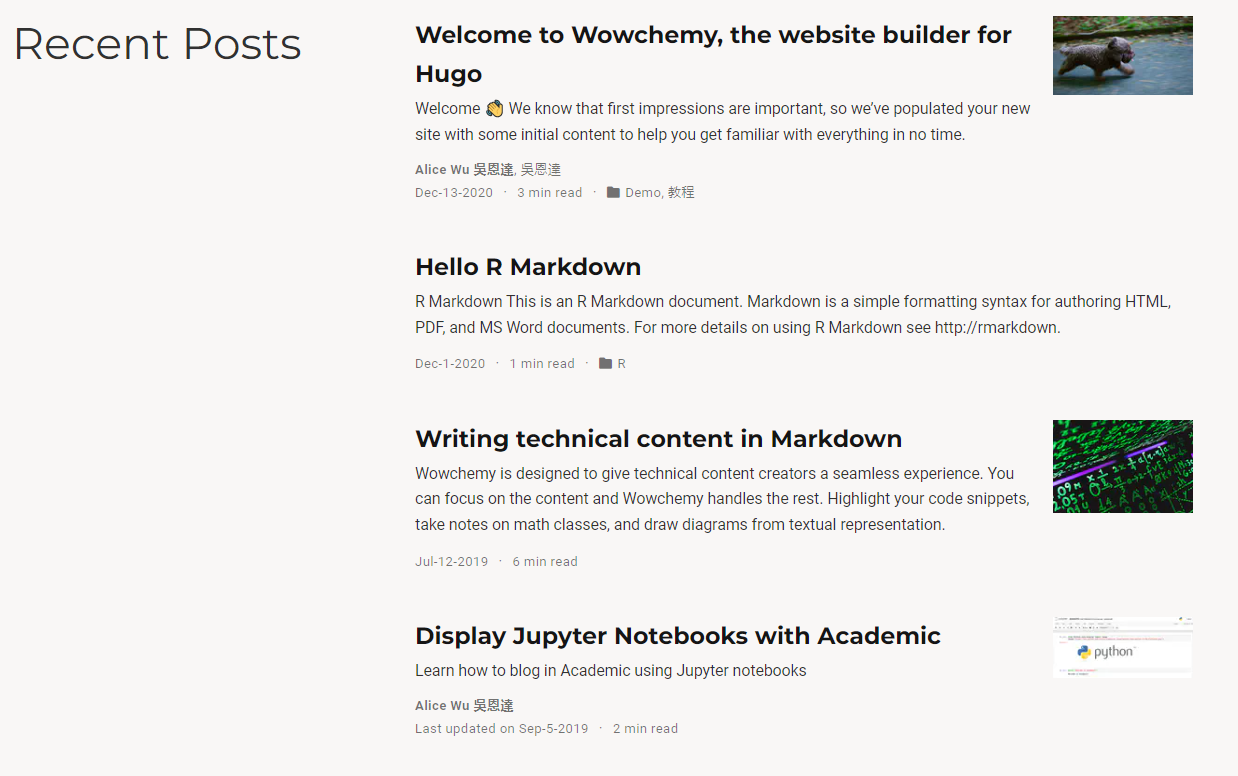 Recent Posts
Welcome to Wowchemy, the website builder for
Hugo
Welcome 👋 We know that first impressions are important, so we’ve populated your new
site with some initial content to help you get familiar with everything in no time.
Alice Wu 吳恩達, 吳恩達
Dec-13-2020 · 3 min read · Demo, 教程
Hello R Markdown
R Markdown This is an R Markdown document. Markdown is a simple formatting syntax for authoring HTML,
PDF, and MS Word documents. For more details on using R Markdown see http://rmarkdown.
Dec-1-2020 · 1 min read · R
Writing technical content in Markdown
Wowchemy is designed to give technical content creators a seamless experience. You
can focus on the content and Wowchemy handles the rest. Highlight your code snippets,
take notes on math classes, and draw diagrams from textual representation.
Jul-12-2019 · 6 min read
Display Jupyter Notebooks with Academic
python
Learn how to blog in Academic using Jupyter notebooks
Alice Wu 吳恩達
Last updated on Sep-5-2019 · 2 min read